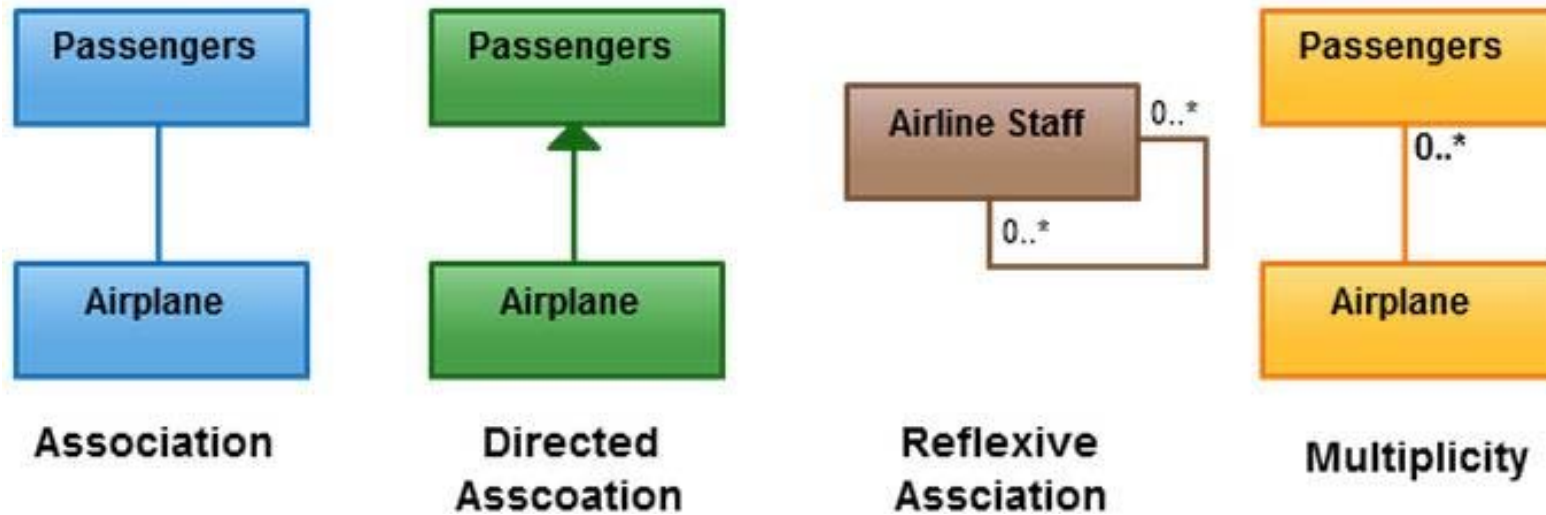 Passengers
Airplane
Association
Passengers
Airplane
Directed
Asscoation
Airline Staff
0..*
0..*
Reflexive
Assciation
Passengers
0..*
Airplane
Multiplicity